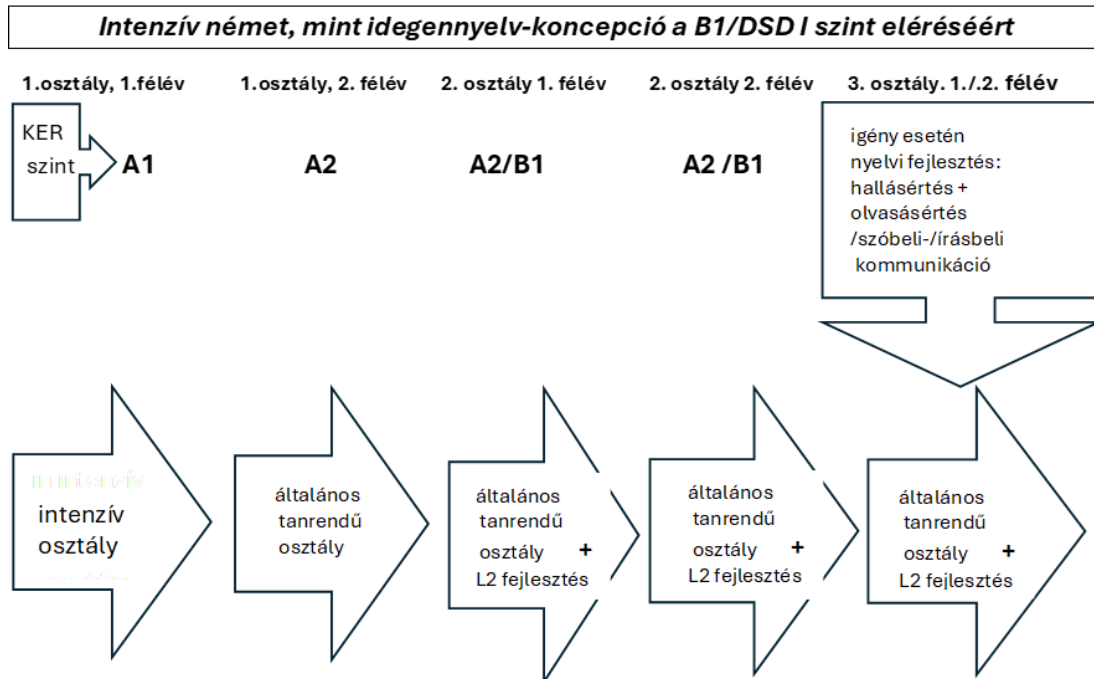 Intenzív német, mint idegennyelv-koncepció a B1/DSD I szint eléréséért
1.osztály, 1.félév
1.osztály, 2. félév
2. osztály 1. félév
2. osztály 2. félév
3. osztály. 1./.2. félév
KER
szint
A1
A2
A2/B1
A2 /B1
igény esetén
nyelvi fejlesztés:
hallásértés +
olvasásértés
/szóbeli-/írásbeli
kommunikáció
intenzív
osztály
általános
tanrendű
osztály
általános
tanrendű
osztály +
L2 fejlesztés
általános
tanrendű
osztály +
L2 fejlesztés
általános
tanrendű
osztály +
L2 fejlesztés